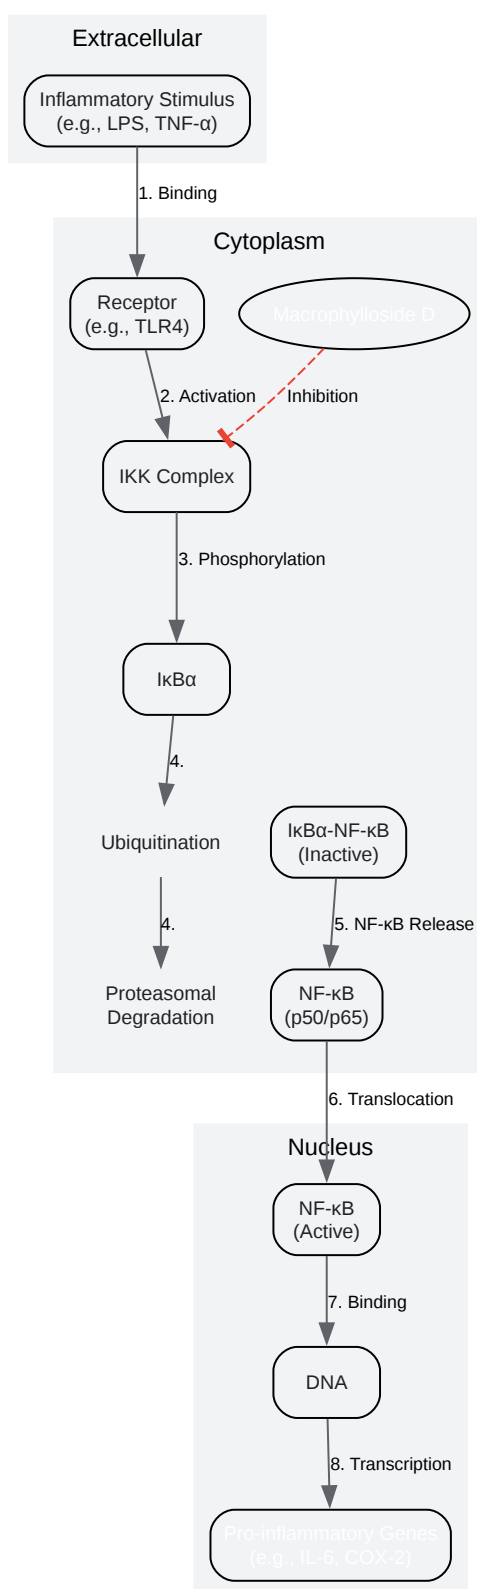 Extracellular
Inflammatory Stimulus
(e.g., LPS, TNF-α)
1. Binding
Cytoplasm
Receptor
(e.g., TLR4)
Macrophylloside D
2. Activation
Inhibition
IKK Complex
3. Phosphorylation
IκBα
4.
Ubiquitination
IκBα-NF-κB
(Inactive)
4.
5. NF-κB Release
Proteasomal
Degradation
NF-κB
(p50/p65)
6. Translocation
Nucleus
NF-κB
(Active)
7. Binding
DNA
8. Transcription
Pro-inflammatory Genes
(e.g., IL-6, COX-2)